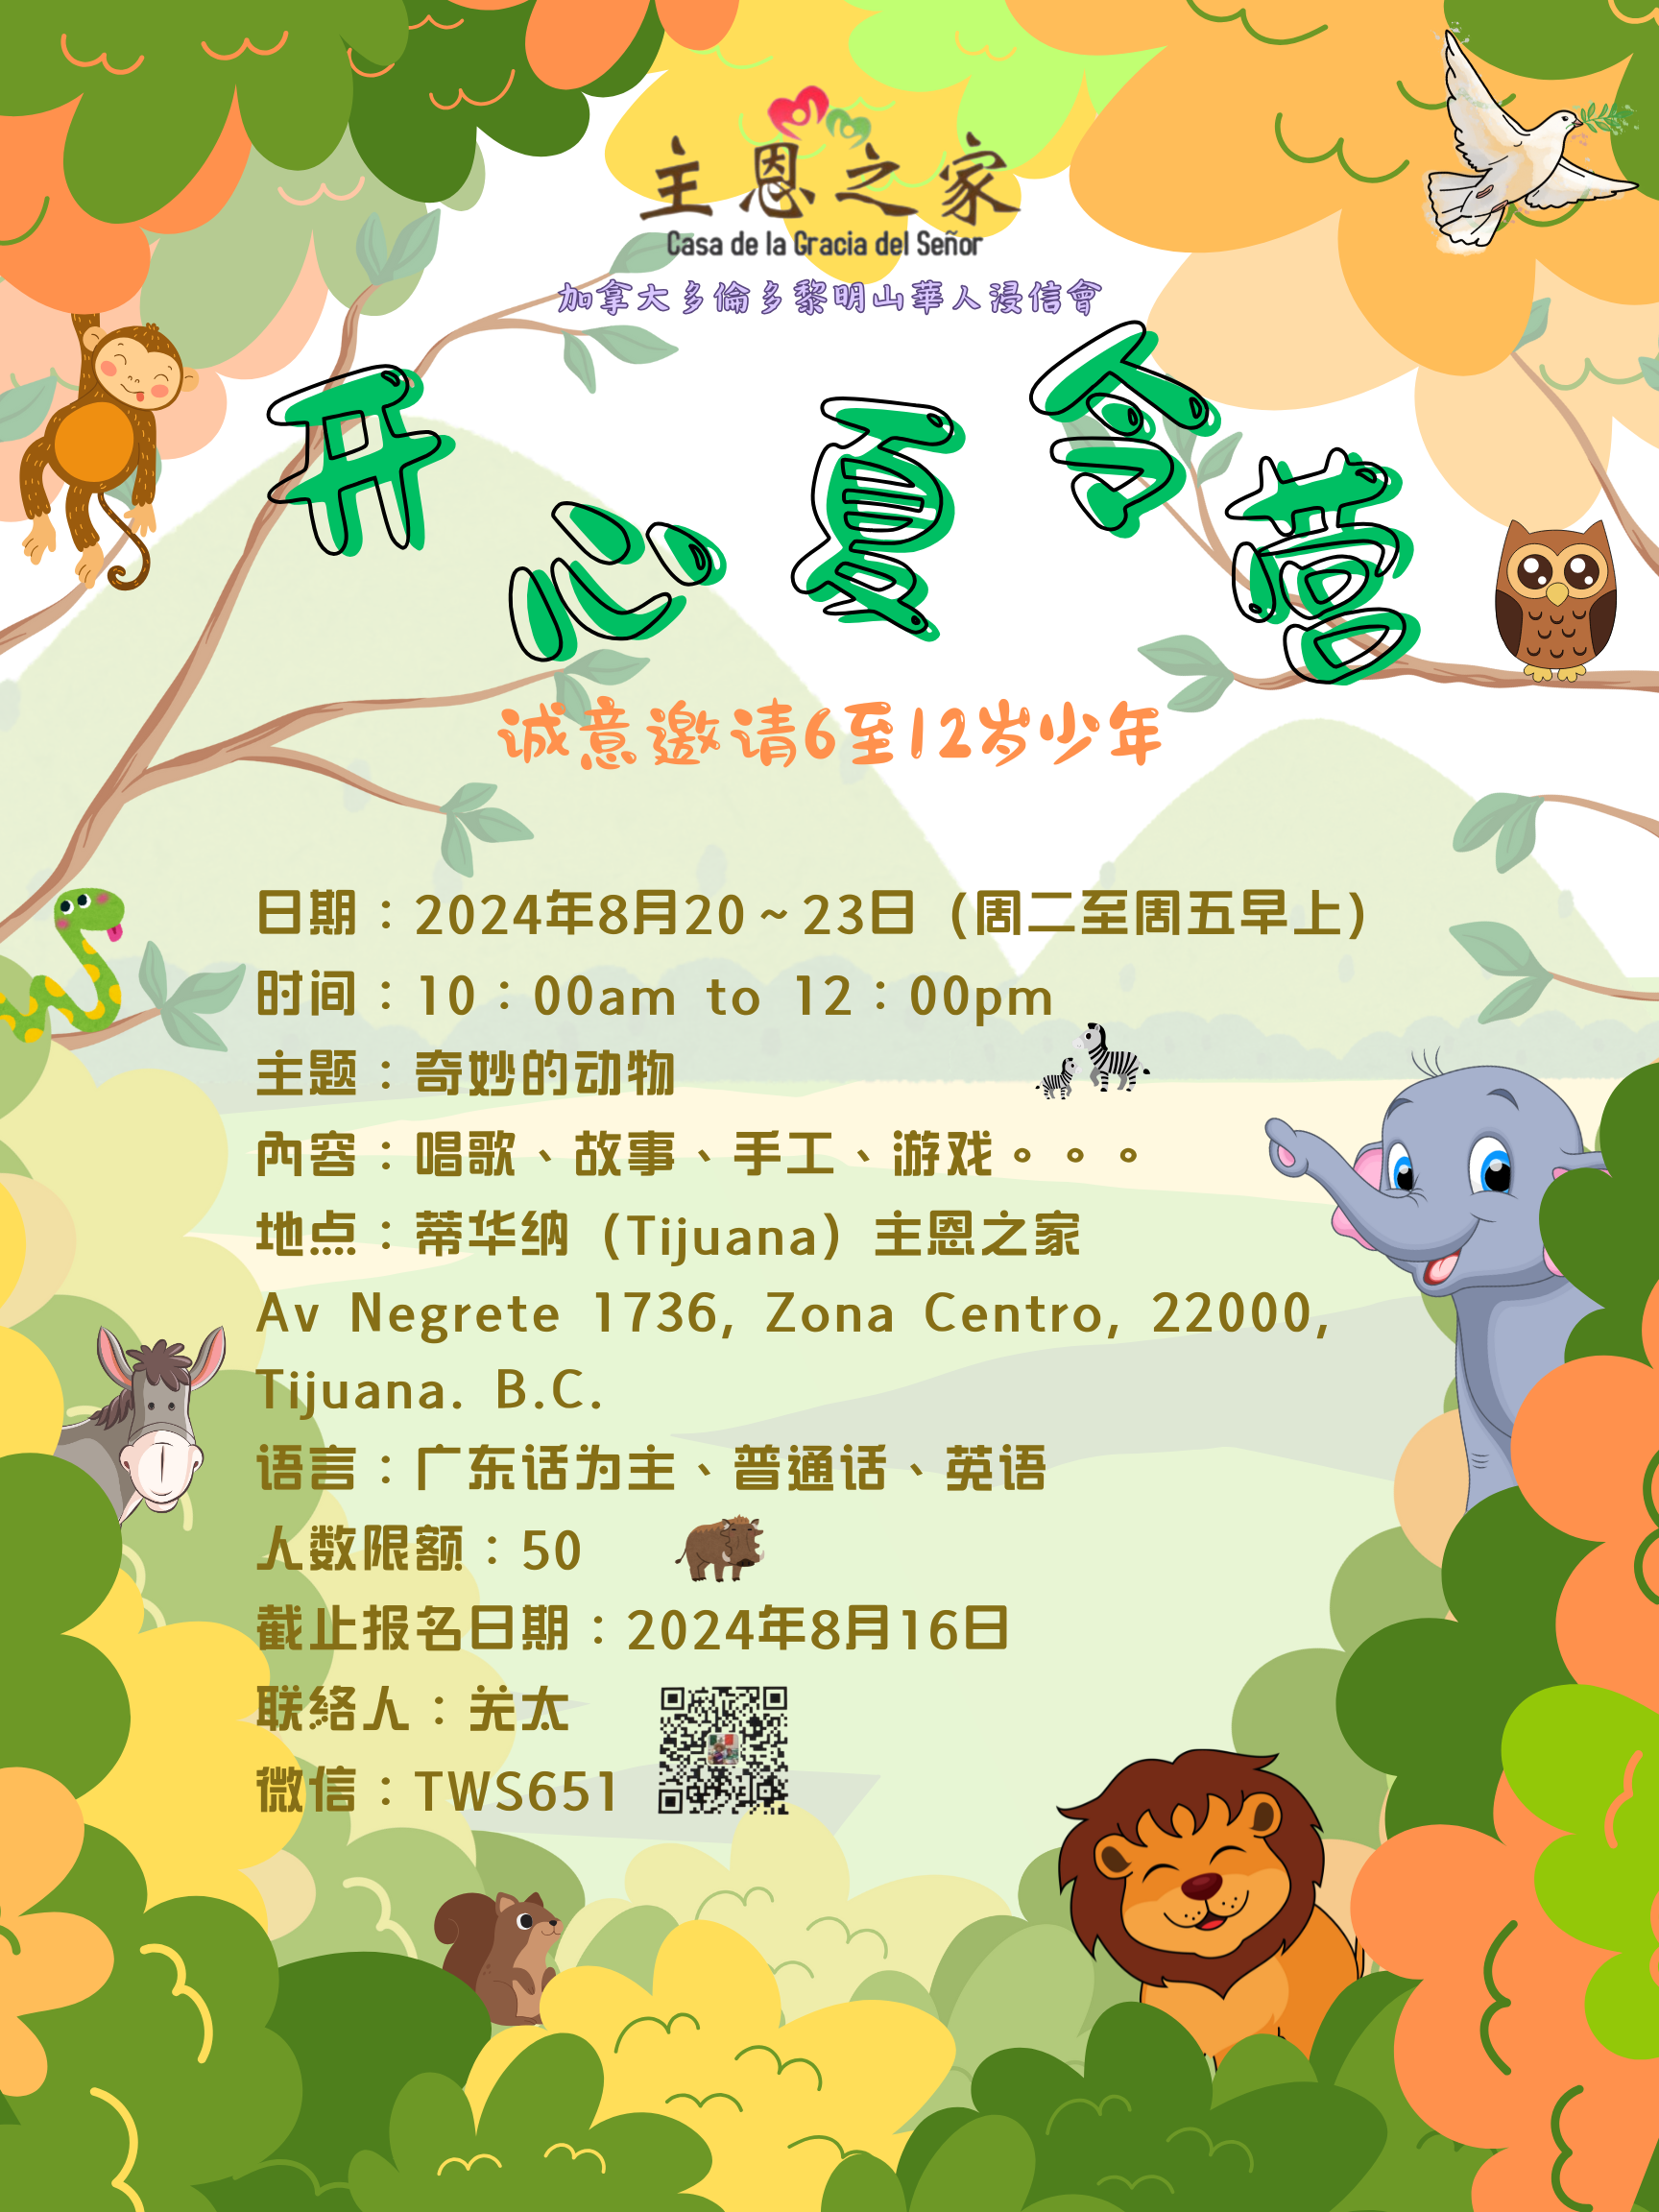 主恩之家
Casa de la Gracia del Señor
加拿大多倫多黎明山華人浸信會
开心夏令营
诚意邀请6至12岁少年
日期：2024年8月20～23日（周二至周五早上）
时间：10：00am to 12：00pm
主题：奇妙的动物
內容：唱歌、故事、手工、游戏。。。
地点：蒂华纳（Tijuana）主恩之家
Av Negrete 1736, Zona Centro, 22000,
Tijuana. B.C.
语言：广东话为主、普通话、英语
人数限额：50
截止报名日期：2024年8月16日
联絡人：关太
微信：TWS651